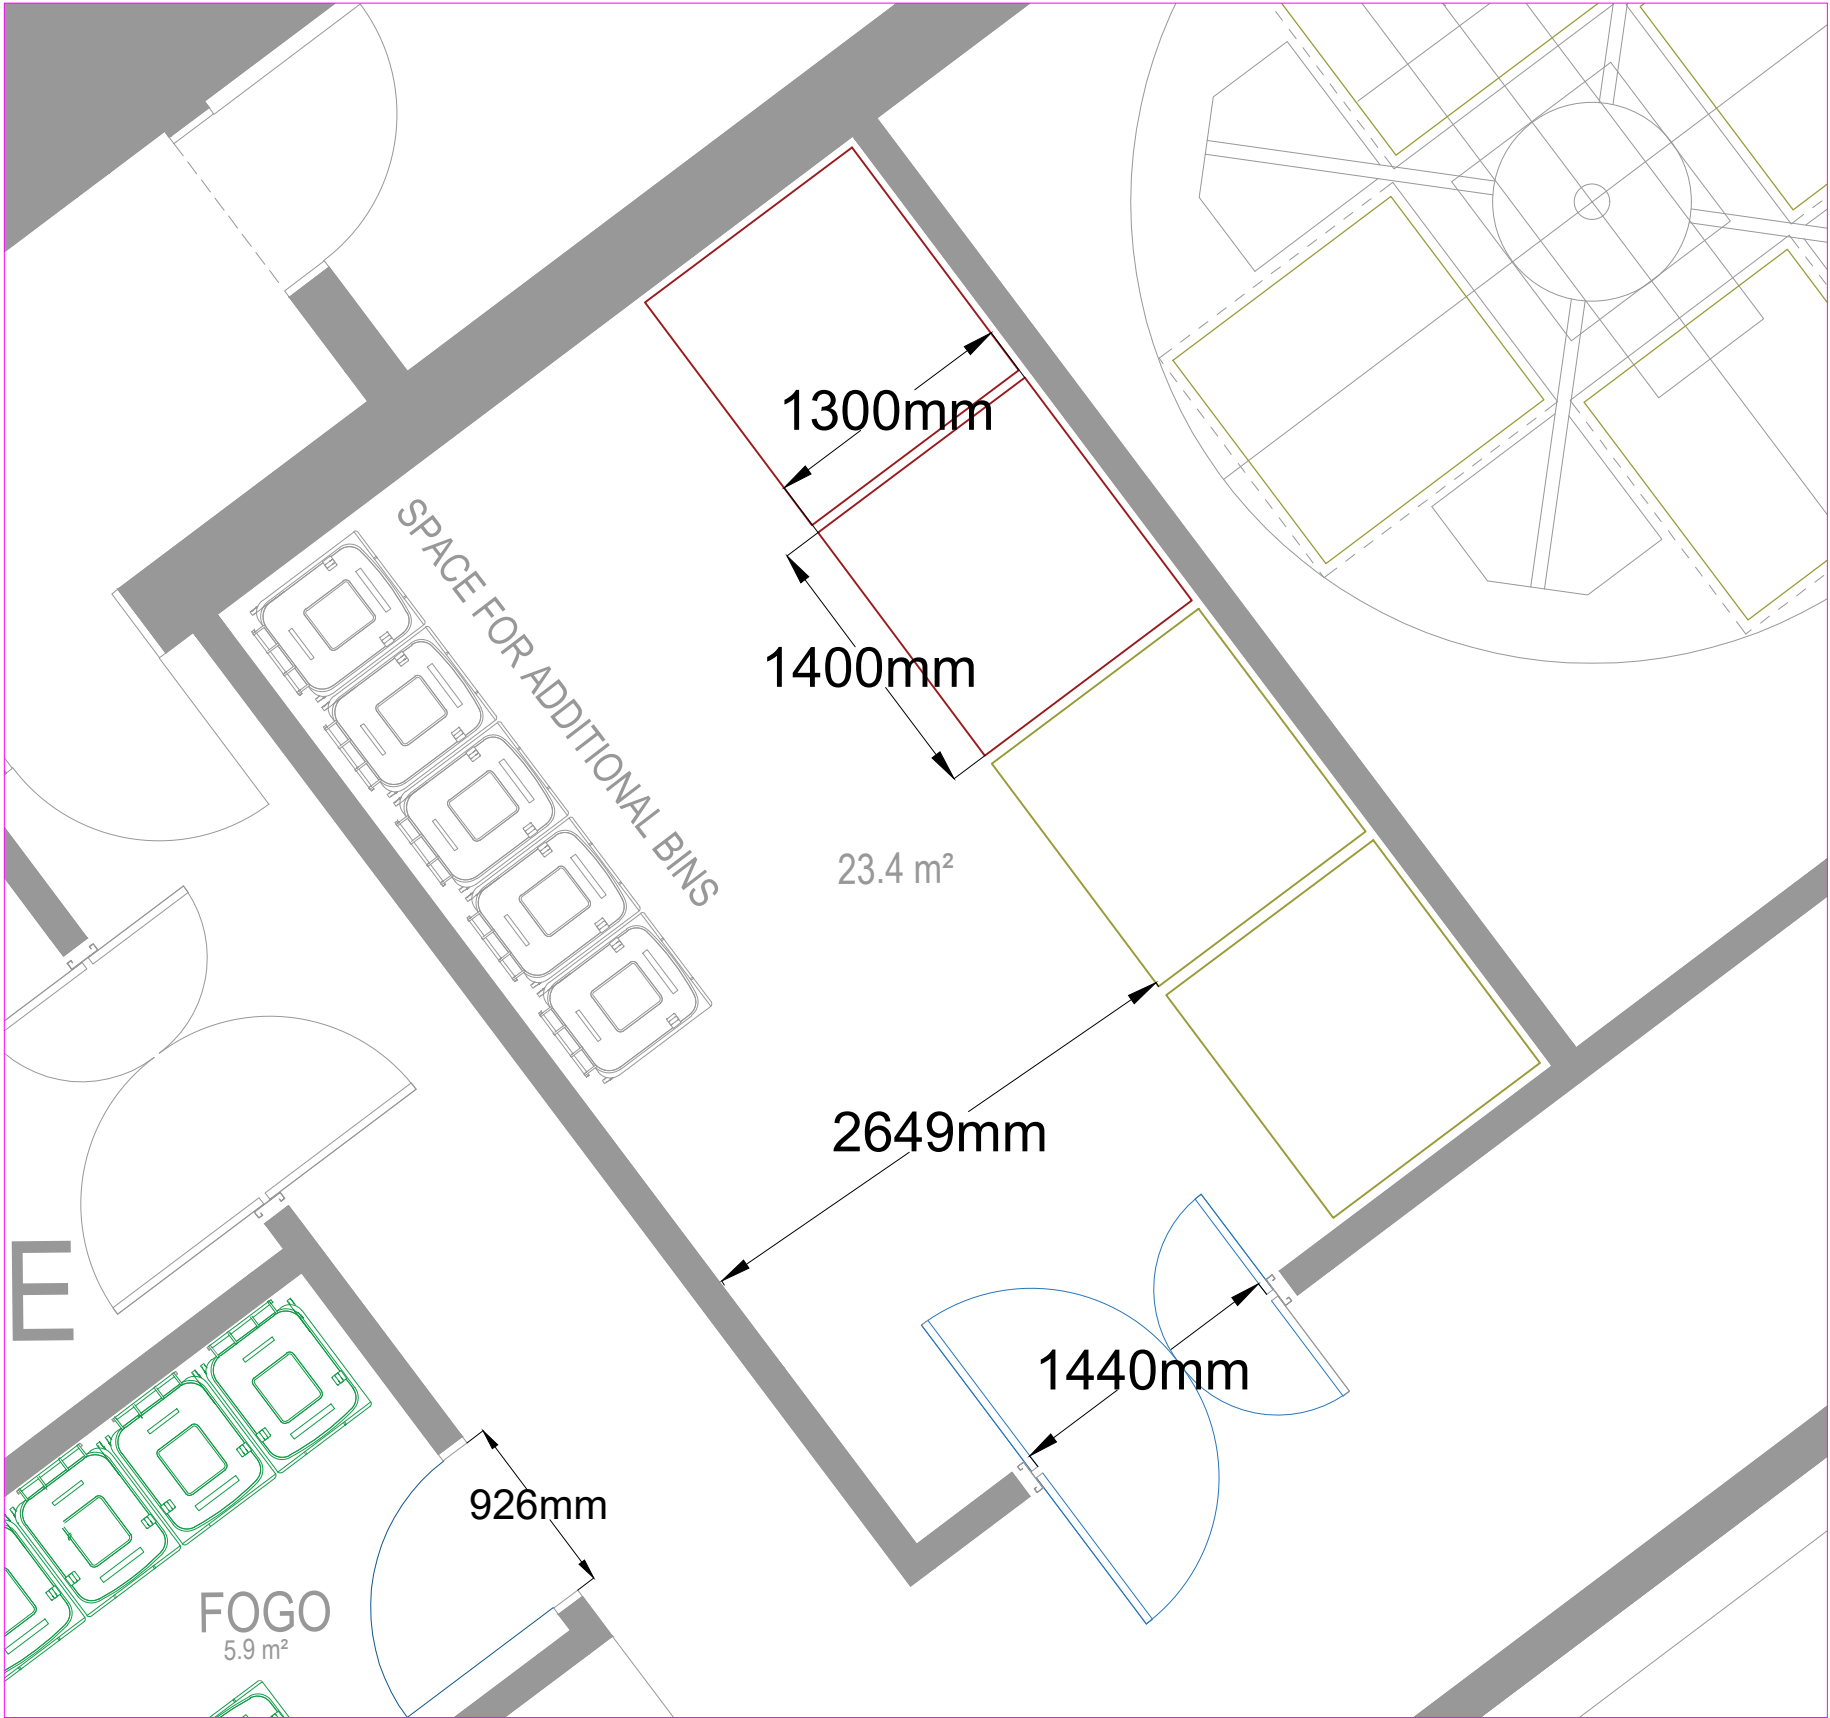 1300mm
SPACE FOR ADDITIONAL BINS
1400mm
23.4 m²
2649mm
E
1440mm
926mm
FOGO
5.9 m²